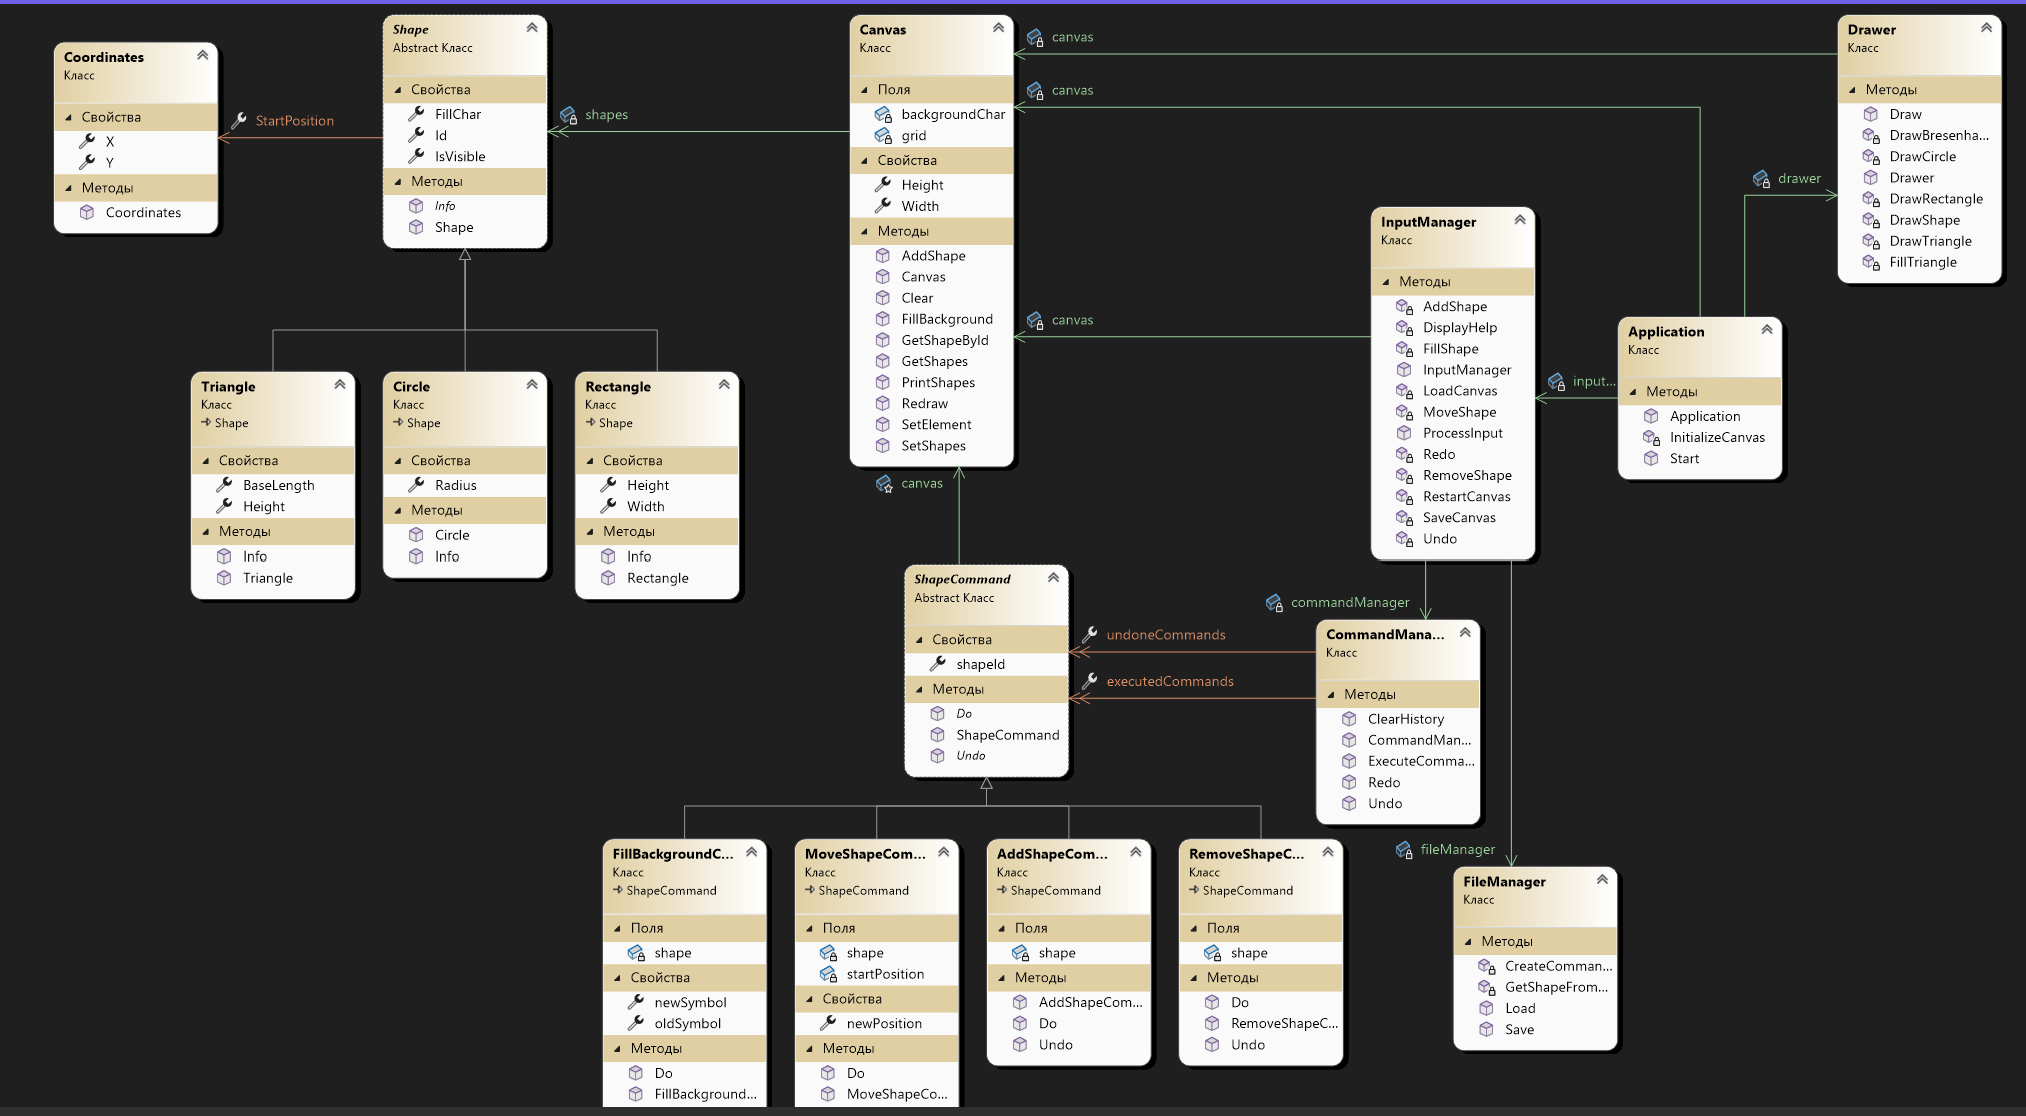 Coordinates
Класс
Свойства
X
Y
Методы
Coordinates
StartPosition
Shape
Abstract Класс
Свойства
FillChar
Id
IsVisible
Методы
Info
Shape
shapes
Canvas
Класс
Поля
backgroundChar
grid
Свойства
Height
Width
Методы
AddShape
Canvas
Clear
FillBackground
GetShapeById
GetShapes
PrintShapes
Redraw
SetElement
SetShapes
canvas
canvas
canvas
canvas
Drawer
Класс
Методы
Draw
DrawBresenha...
DrawCircle
Drawer
DrawRectangle
DrawShape
DrawTriangle
FillTriangle
drawer
InputManager
Класс
Методы
AddShape
DisplayHelp
FillShape
InputManager
LoadCanvas
MoveShape
ProcessInput
Redo
RemoveShape
RestartCanvas
SaveCanvas
Undo
input...
Application
Класс
Методы
Application
InitializeCanvas
Start
Triangle
Класс
Shape
Свойства
BaseLength
Height
Методы
Info
Triangle
Circle
Класс
Shape
Свойства
Radius
Методы
Circle
Info
Rectangle
Класс
Shape
Свойства
Height
Width
Методы
Info
Rectangle
ShapeCommand
Abstract Класс
Свойства
shapeId
Методы
Do
ShapeCommand
Undo
undoneCommands
executedCommands
commandManager
CommandMana...
Класс
Методы
ClearHistory
CommandMan...
ExecuteComma...
Redo
Undo
fileManager
FileManager
Класс
Методы
CreateComman...
GetShapeFrom...
Load
Save
FillBackgroundC...
Класс
ShapeCommand
Поля
shape
Свойства
newSymbol
oldSymbol
Методы
Do
FillBackground...
MoveShapeCom...
Класс
ShapeCommand
Поля
shape
startPosition
Свойства
newPosition
Методы
Do
MoveShapeCo...
AddShapeCom...
Класс
ShapeCommand
Поля
shape
Методы
AddShapeCom...
Do
Undo
RemoveShapeC...
Класс
ShapeCommand
Поля
shape
Методы
Do
RemoveShapeC...
Undo